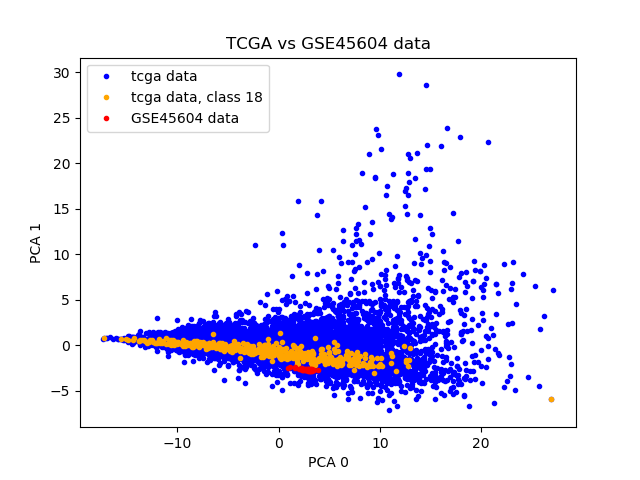 TCGA vs GSE45604 data
tcga data
tcga data, class 18
GSE45604 data
30
25
20
15
10
5
0
−5
PCA 1
−10
0
10
20
PCA 0